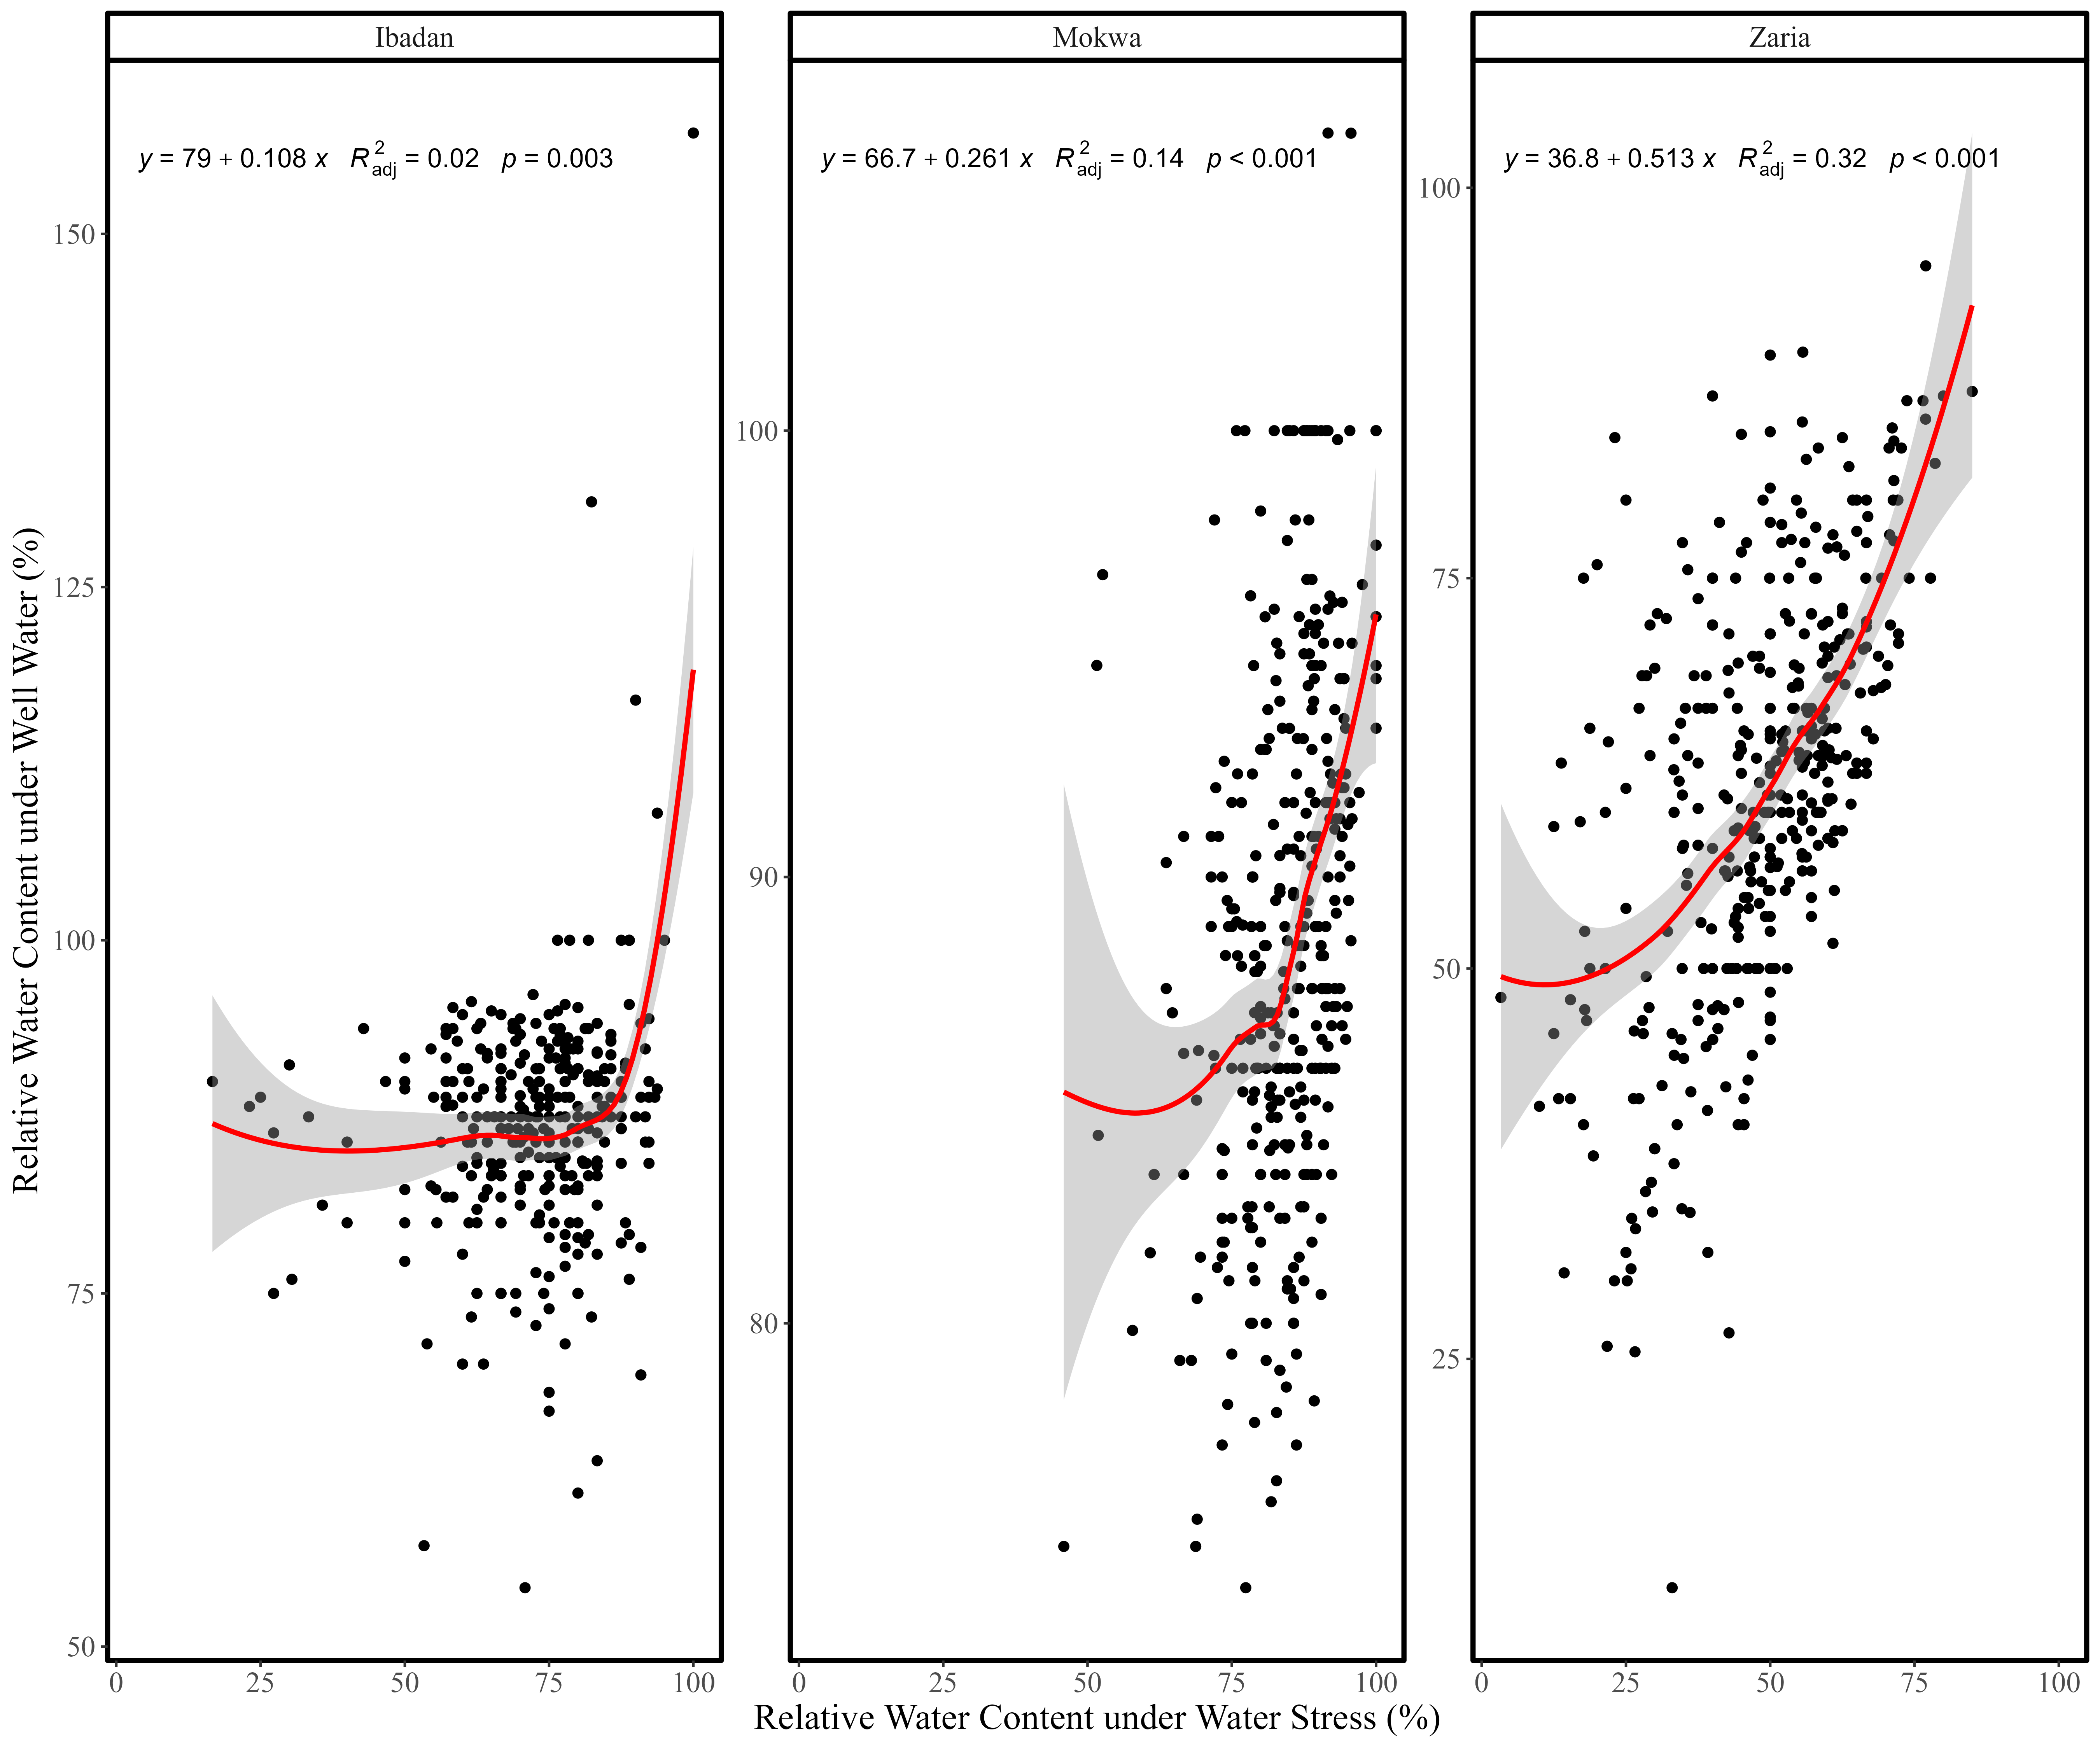 Ibadan
Mokwa
Zaria
y = 79 + 0.108 x R²adj = 0.02 p = 0.003
y = 66.7 + 0.261 x R²adj = 0.14 p < 0.001
y = 36.8 + 0.513 x R²adj = 0.32 p < 0.001
Relative Water Content under Well Water (%)
150
125
100
75
50
100
90
80
100
75
50
25
0 25 50 75 100
0 25 50 75 100
0 25 50 75 100
Relative Water Content under Water Stress (%)